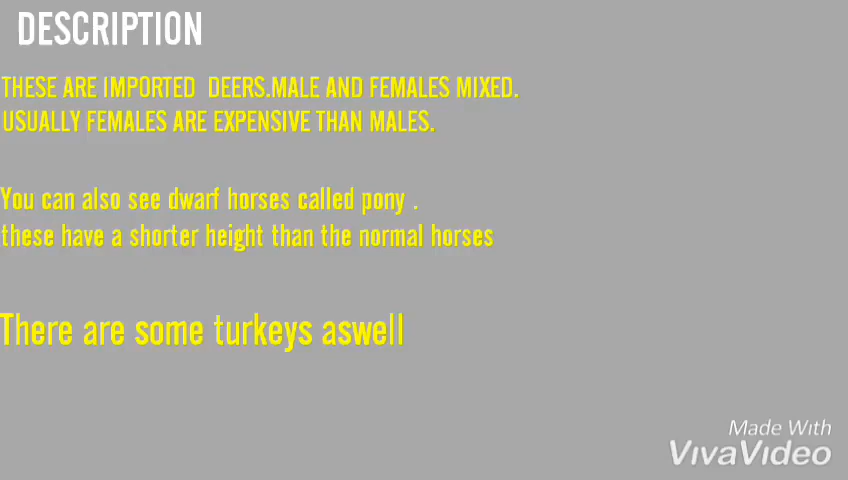 DESCRIPTION
THESE ARE IMPORTED DEERS.MALE AND FEMALES MIXED.
USUALLY FEMALES ARE EXPENSIVE THAN MALES.
You can also see dwarf horses called pony .
these have a shorter height than the normal horses
There are some turkeys aswell
Made With
VivaVideo